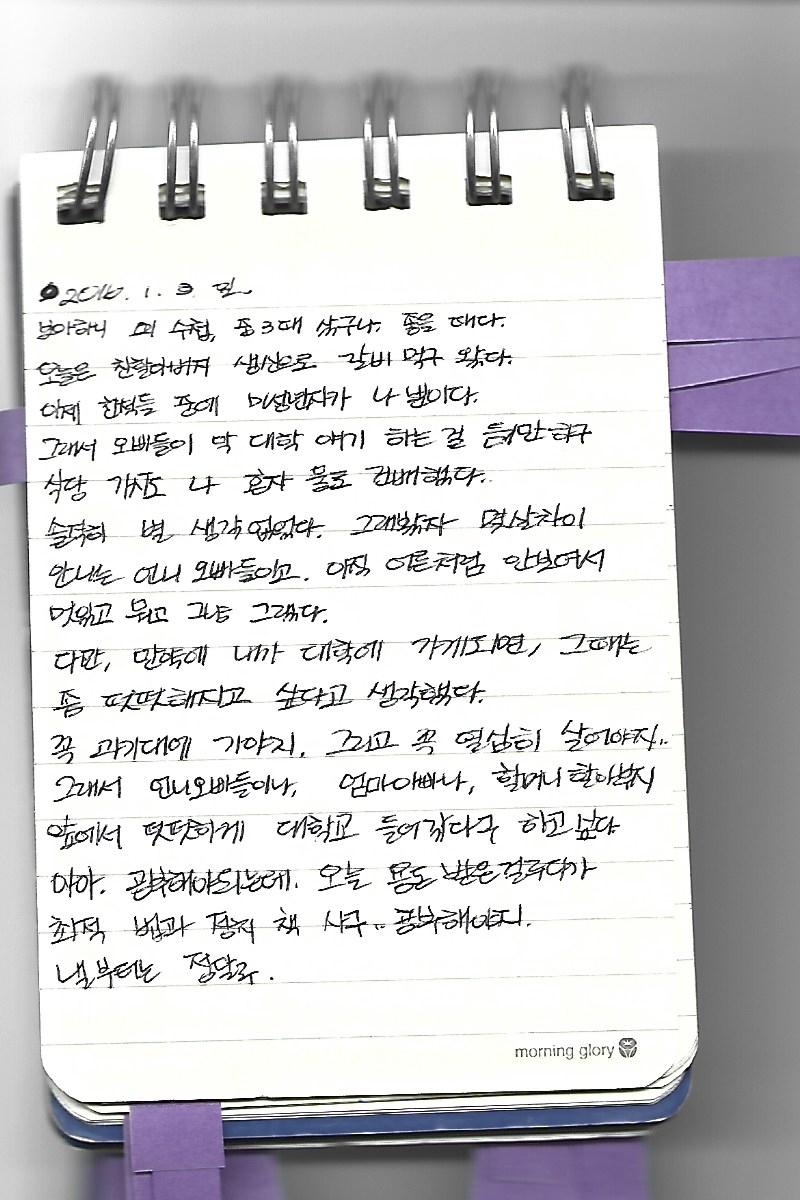 2016. 1. 3. 일.
보아하니 의 수첩, 중3때 샀구나. 좋을 때다.
오늘은 친할아버지 생신으로 갈비 먹구 왔다.
이제 친척들 중에 미성년자가 나 뿐이다.
그래서 오빠들이 막 대학 얘기 하는 걸 듣기만 하구
식당 가서도 나 혼자 물로 건배했다..
솔직히 별 생각 없었다. 그래봤자 몇살차이
안나는 언니 오빠들이고. 아직 어른처럼 안보여서
멋있고 뭐고 그냥 그랬다.
다만, 만약에 내가 대학에 가게되면, 그때는
좀 떳떳해지고 싶다고 생각했다.
꼭 과기대에 가야지. 그리고 꼭 열심히 살어야지..
그래서 언니오빠들이나, 엄마아빠나, 할머니 할아버지
앞에서 떳떳하게 대학교 들어갔다구 하고싶다
아아. 공부해야되는데. 오늘 용돈 받은걸루다가
최적 법과 정치 책 사구.. 공부해야지.
낼부터는 정말루.
morning glory